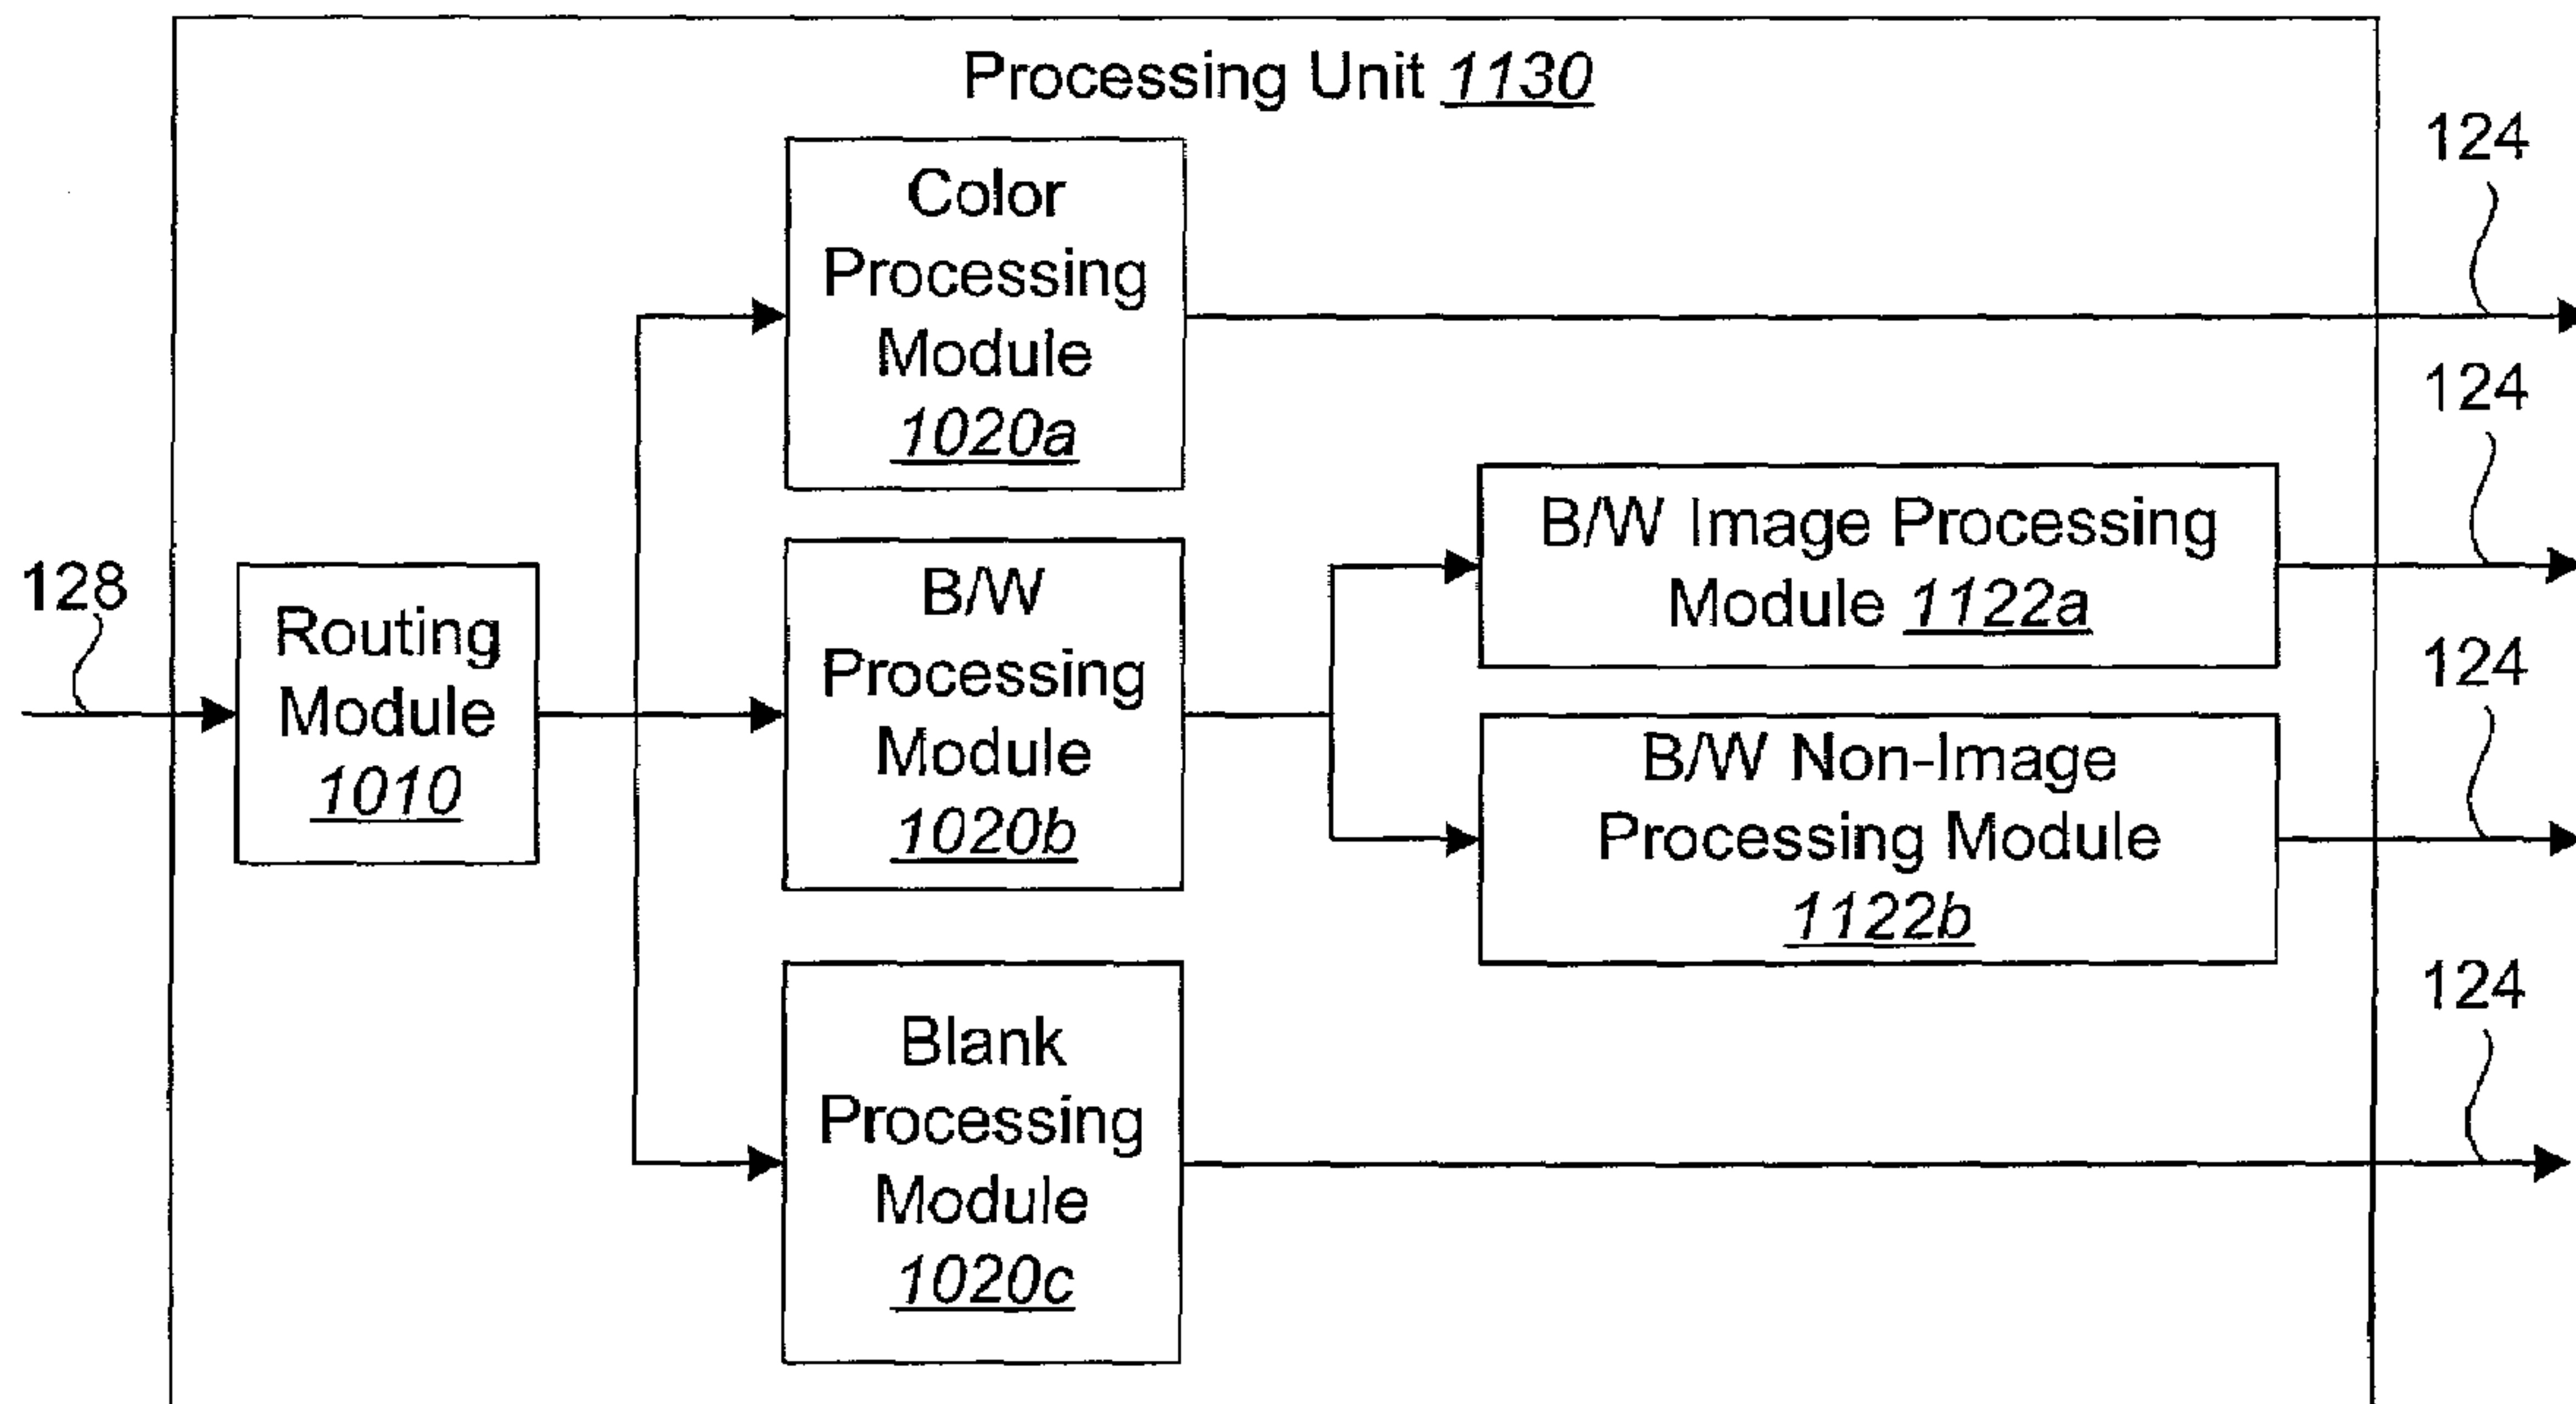 Processing Unit 1130
128
Routing
Module
1010
Color
Processing
Module
1020a
B/W
Processing
Module
1020b
Blank
Processing
Module
1020c
B/W Image Processing
Module 1122a
B/W Non-Image
Processing Module
1122b
124
124
124
124